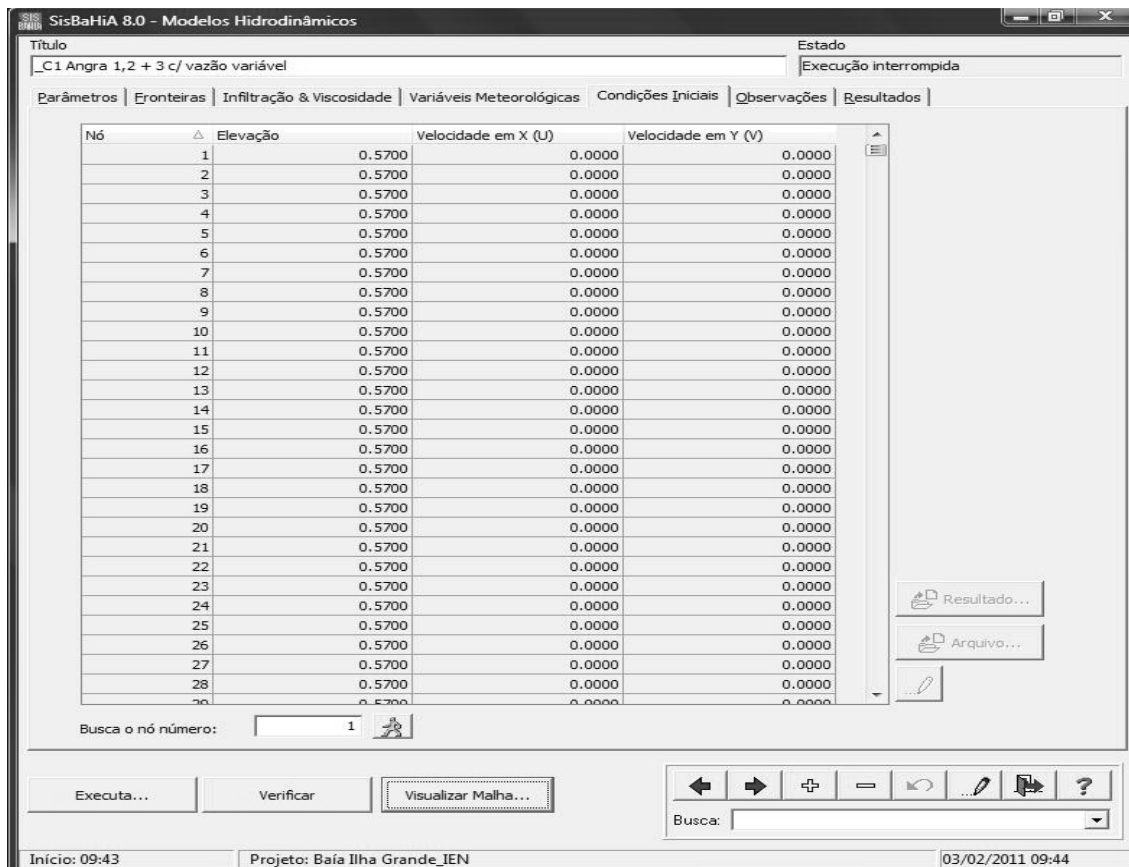 SIS BAHIA SisBaHiA 8.0 - Modelos Hidrodinâmicos
Título Estado
_C1 Angra 1,2 + 3 c/ vazão variável Execução interrompida
Parâmetros Fronteiras Infiltração & Viscosidade Variáveis Meteorológicas Condições Iniciais Observações Resultados
Nó Elevação Velocidade em X (U) Velocidade em Y (V)
1 0.5700 0.0000 0.0000
2 0.5700 0.0000 0.0000
3 0.5700 0.0000 0.0000
4 0.5700 0.0000 0.0000
5 0.5700 0.0000 0.0000
6 0.5700 0.0000 0.0000
7 0.5700 0.0000 0.0000
8 0.5700 0.0000 0.0000
9 0.5700 0.0000 0.0000
10 0.5700 0.0000 0.0000
11 0.5700 0.0000 0.0000
12 0.5700 0.0000 0.0000
13 0.5700 0.0000 0.0000
14 0.5700 0.0000 0.0000
15 0.5700 0.0000 0.0000
16 0.5700 0.0000 0.0000
17 0.5700 0.0000 0.0000
18 0.5700 0.0000 0.0000
19 0.5700 0.0000 0.0000
20 0.5700 0.0000 0.0000
21 0.5700 0.0000 0.0000
22 0.5700 0.0000 0.0000
23 0.5700 0.0000 0.0000
24 0.5700 0.0000 0.0000
25 0.5700 0.0000 0.0000
26 0.5700 0.0000 0.0000
27 0.5700 0.0000 0.0000
28 0.5700 0.0000 0.0000
29 0.5700 0.0000 0.0000
Resultado...
Arquivo...
Busca o nó número: 1
Executa... Verificar Visualizar Malha... ?
Busca:
Início: 09:43 Projeto: Baía Ilha Grande_IEN 03/02/2011 09:44